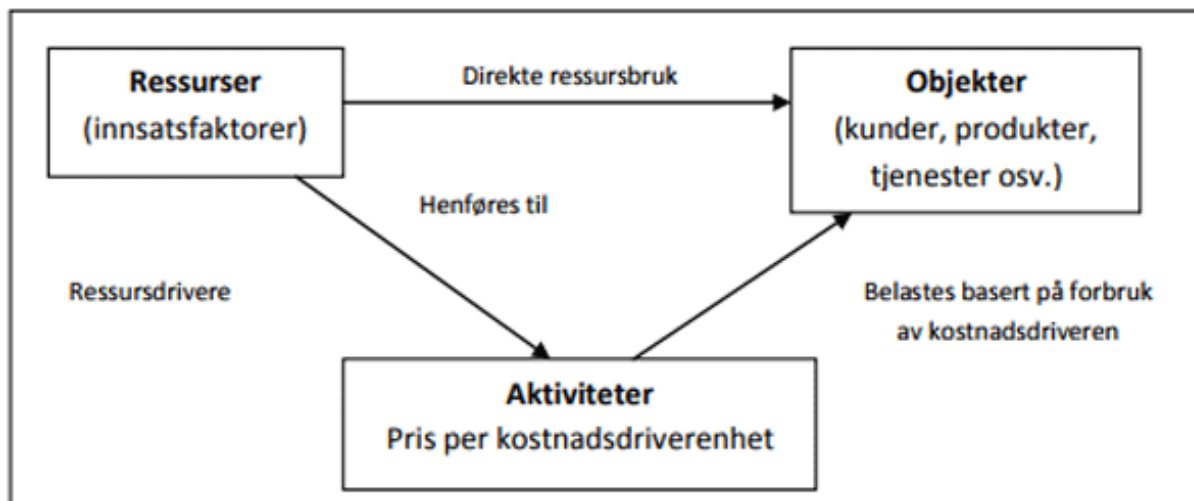 Ressurser
(innsatsfaktorer)
Direkte ressursbruk
Objekter
(kunder, produkter,
tjenester osv.)
Henføres til
Ressursdrivere
Belastes basert på forbruk
av kostnadsdriveren
Aktiviteter
Pris per kostnadsdriverenhet